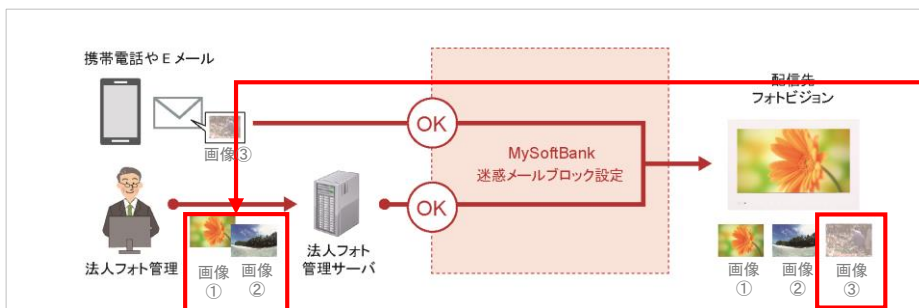 携帯電話やEメール
画像③
OK
MySoftBank
迷惑メールブロック設定
配信先
フォトビジョン
OK
法人フォト管理
画像
①
画像
②
法人フォト
管理サーバ
画像
①
画像
②
画像
③